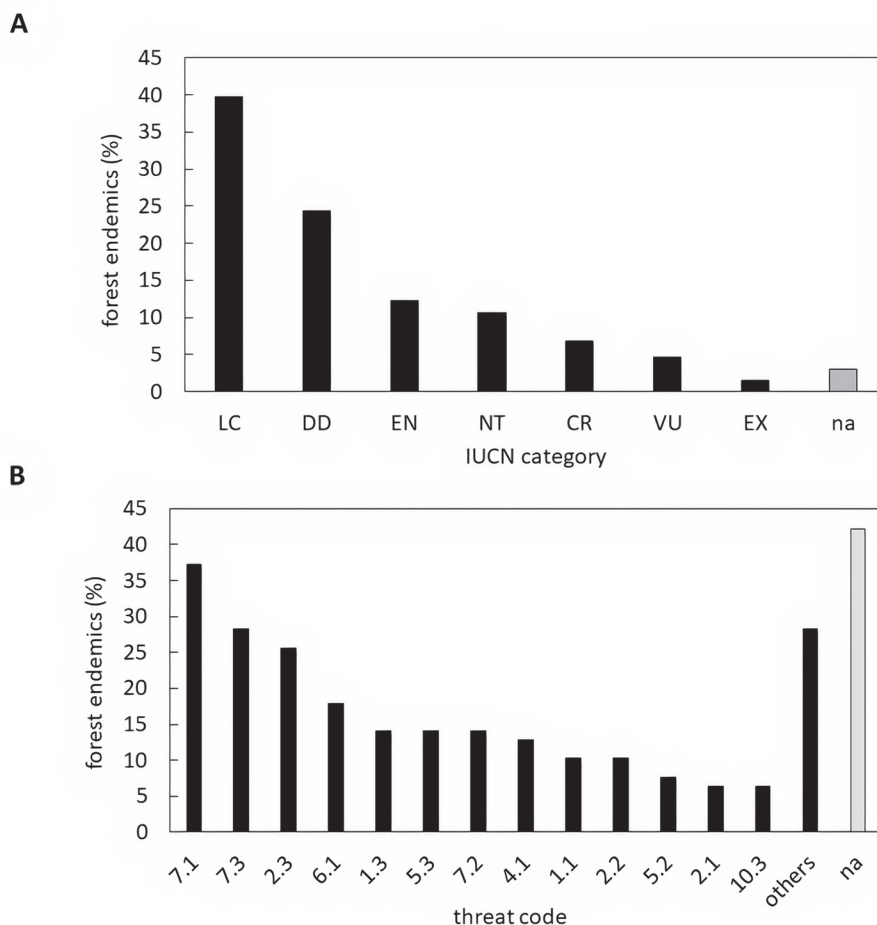 A
45
40
35
30
25
20
15
10
5
0
forest endemics (%)
LC DD EN NT CR VU EX na
IUCN category
B
45
40
35
30
25
20
15
10
5
0
forest endemics (%)
7.1 7.3 2.3 6.1 1.3 5.3 7.2 4.1 1.1 2.2 5.2 2.1 10.3 others na
threat code